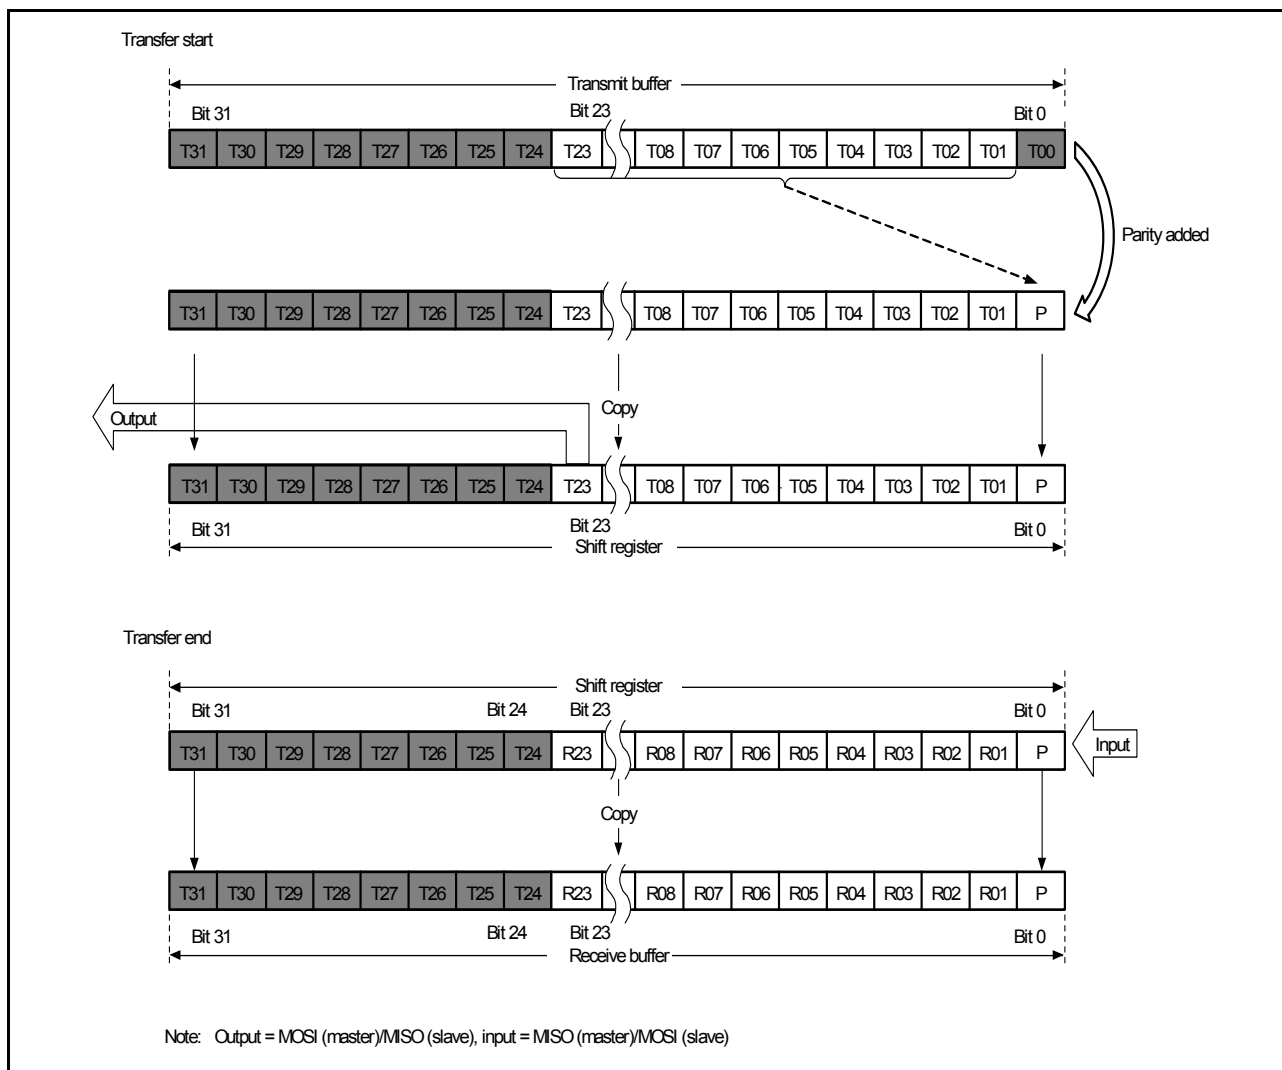 Transfer start
Transmit buffer
Bit 31 Bit 23 Bit 0
T31 T30 T29 T28 T27 T26 T25 T24 T23 T08 T07 T06 T05 T04 T03 T02 T01 T00
Parity added
T31 T30 T29 T28 T27 T26 T25 T24 T23 T08 T07 T06 T05 T04 T03 T02 T01 P
Copy
Output
T31 T30 T29 T28 T27 T26 T25 T24 T23 T08 T07 T06 T05 T04 T03 T02 T01 P
Bit 31 Bit 23 Bit 0
Shift register
Transfer end
Shift register
Bit 31 Bit 24 Bit 23 Bit 0
T31 T30 T29 T28 T27 T26 T25 T24 R23 R08 R07 R06 R05 R04 R03 R02 R01 P
Input
Copy
T31 T30 T29 T28 T27 T26 T25 T24 R23 R08 R07 R06 R05 R04 R03 R02 R01 P
Bit 31 Bit 24 Bit 23 Bit 0
Receive buffer
Note: Output = MOSI (master)/MISO (slave), input = MISO (master)/MOSI (slave)